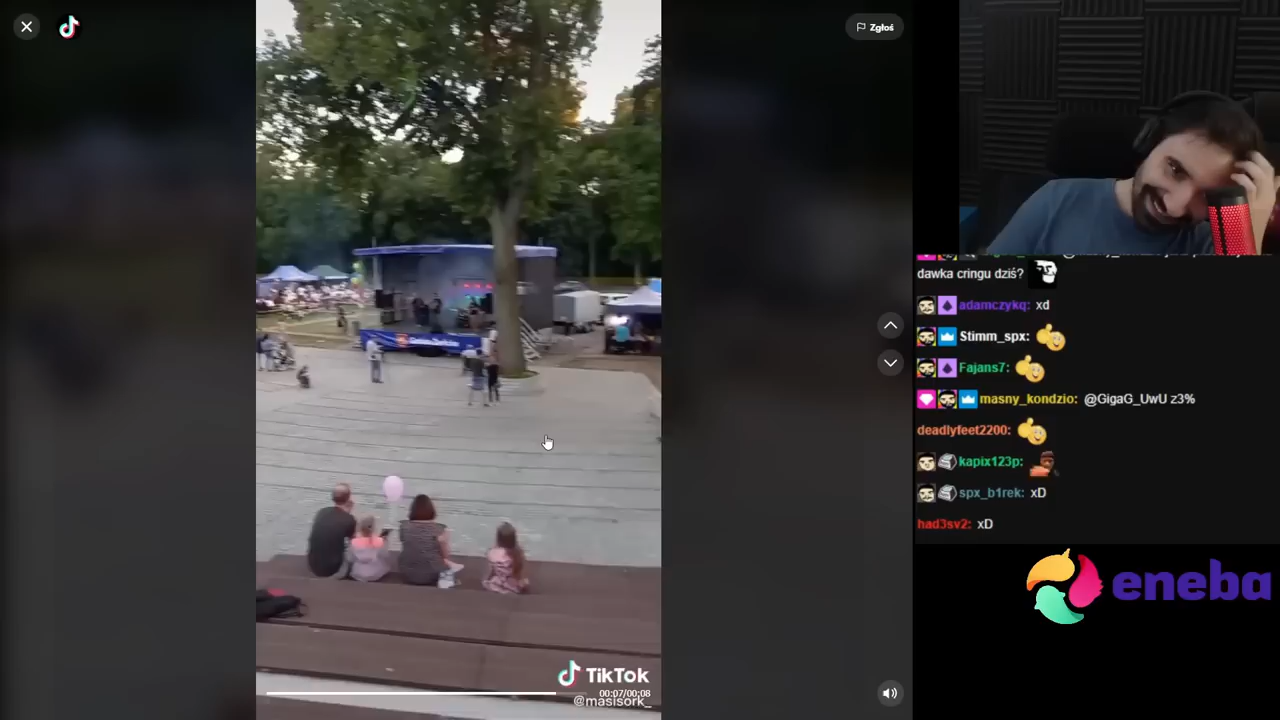 Zgłoś
dawka cringu dziś?
adamczykq: xd
Stimm_spx:
Fajans7:
masny_kondzio: @GigaG_UwU z3%
deadlyfeet2200:
kapix123p:
spx_b1rek: xD
had3sv2: xD
eneba
TikTok
00:07/00:08
@masisork_